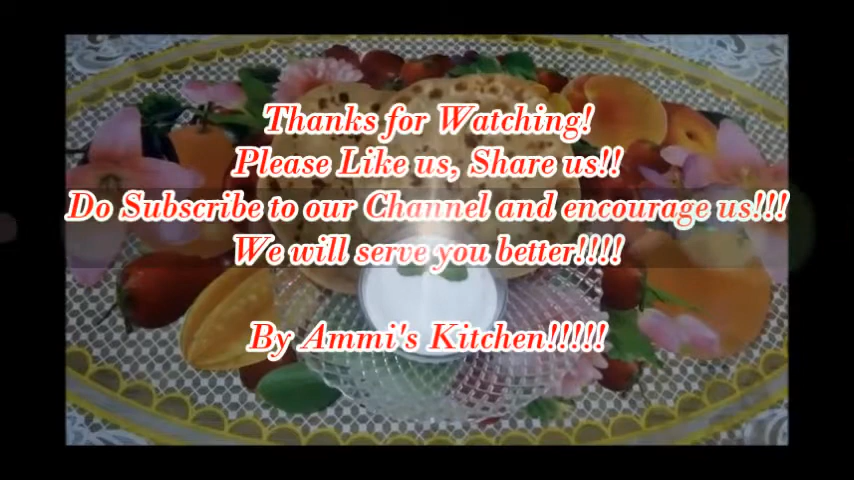 Thanks for Watching!
Please Like us, Share us!!
Do Subscribe to our Channel and encourage us!!!
We will serve you better!!!!
By Ammi's Kitchen!!!!!